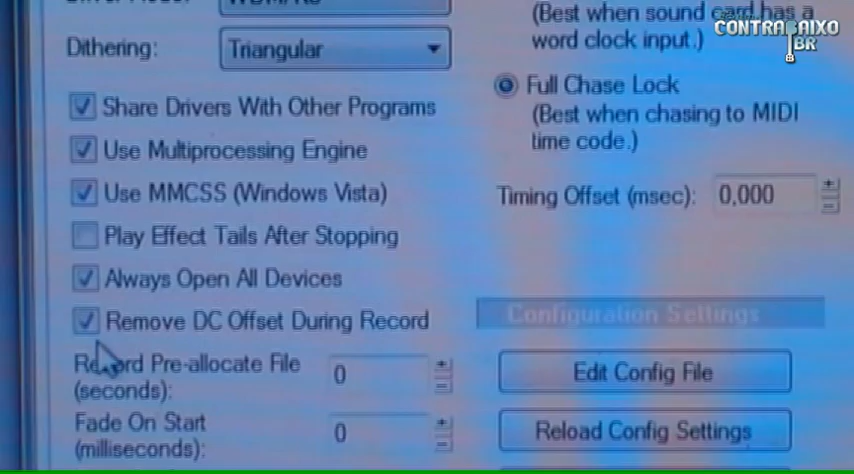 Dithering:
Triangular
Share Drivers With Other Programs
Use Multiprocessing Engine
Use MMCSS (Windows Vista)
Play Effect Tails After Stopping
Always Open All Devices
Remove DC Offset During Record
Record Pre-allocate File
(seconds):
0
Fade On Start
(milliseconds):
0
(Best when sound card has a
word clock input.)
Full Chase Lock
(Best when chasing to MIDI
time code.)
Timing Offset (msec):
0,000
Configuration Settings
Edit Config File
Reload Config Settings
CONTRABAIXO
BR